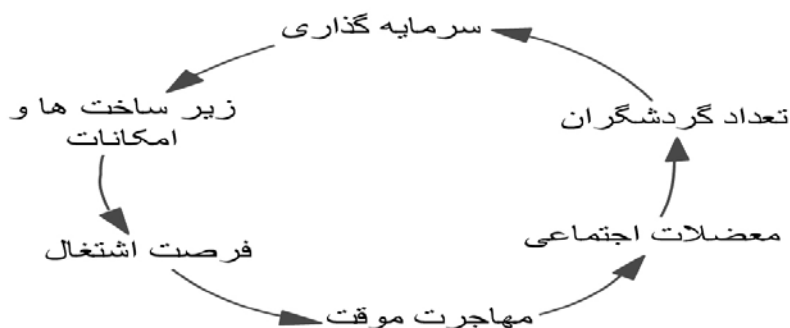 سرمایه گذاری
زیر ساخت ها و
امکانات
تعداد گردشگران
فرصت اشتغال
معضلات اجتماعی
مهاجرت موقت